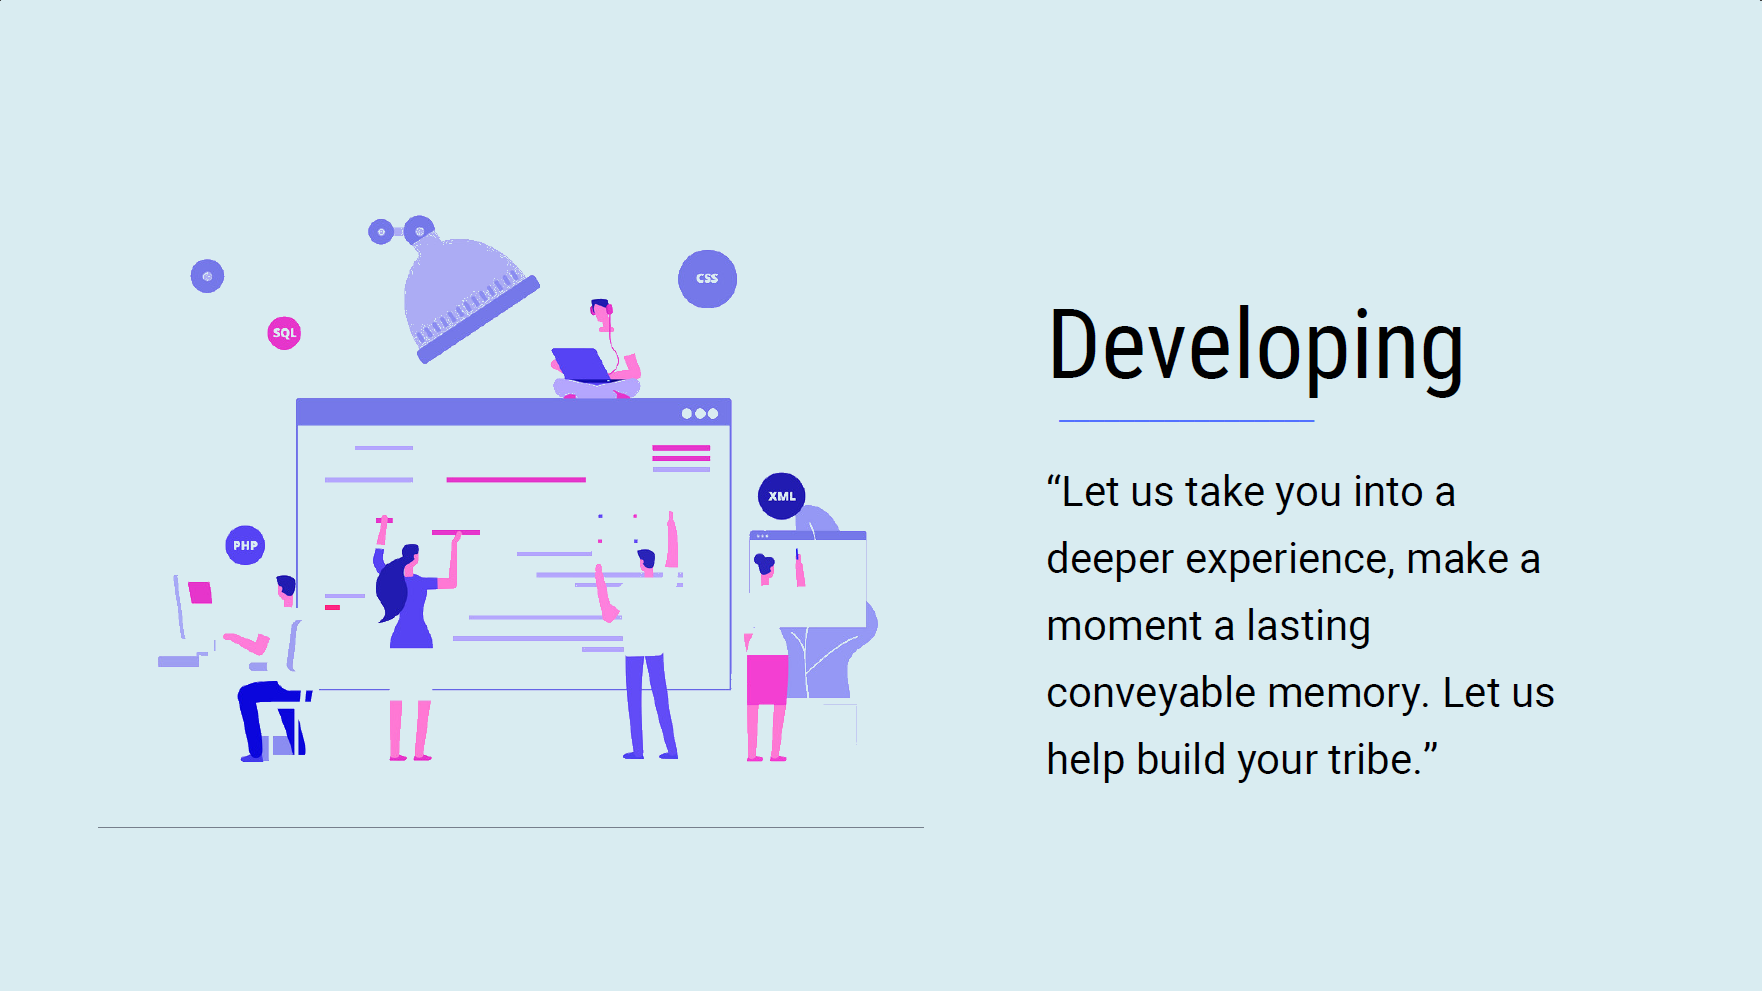 CSS
SQL
XML
PHP
Developing
“Let us take you into a
deeper experience, make a
moment a lasting
conveyable memory. Let us
help build your tribe.”